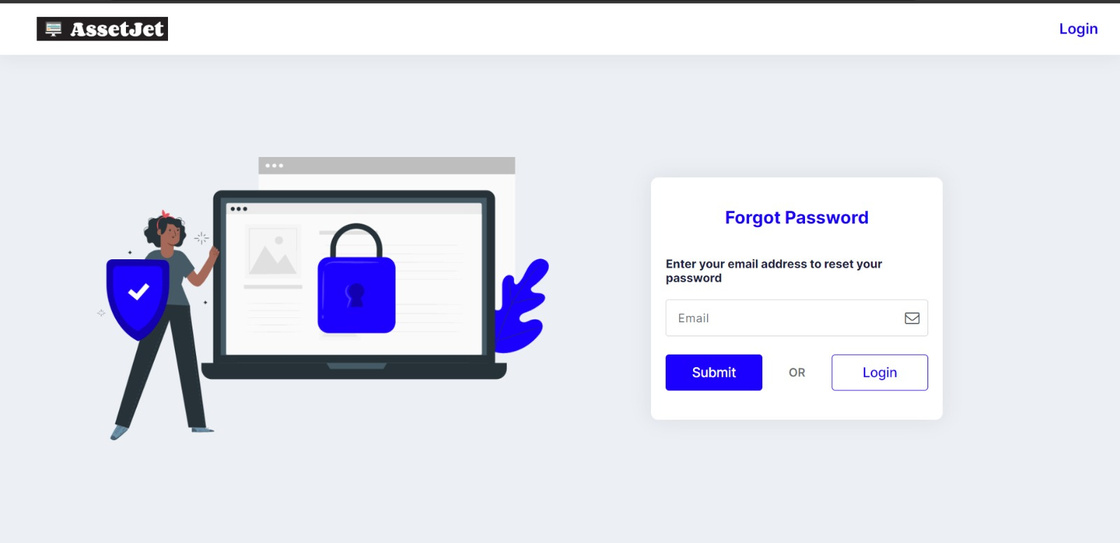 AssetJet
Login
Forgot Password
Enter your email address to reset your
password
Email
Submit
OR
Login